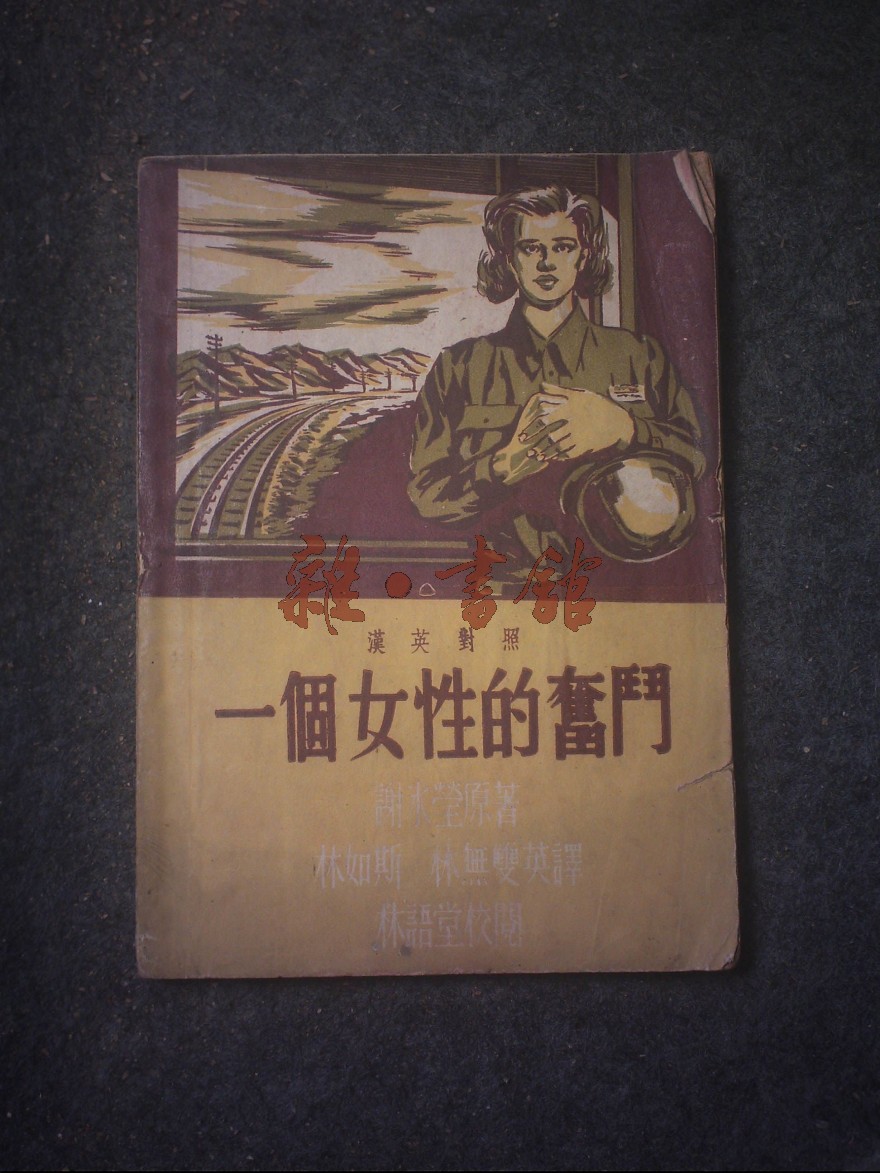 雜·書館
漢英對照
一個女性的奮鬥
謝氷瑩原著
林如斯 林無雙英譯
林語堂校閱